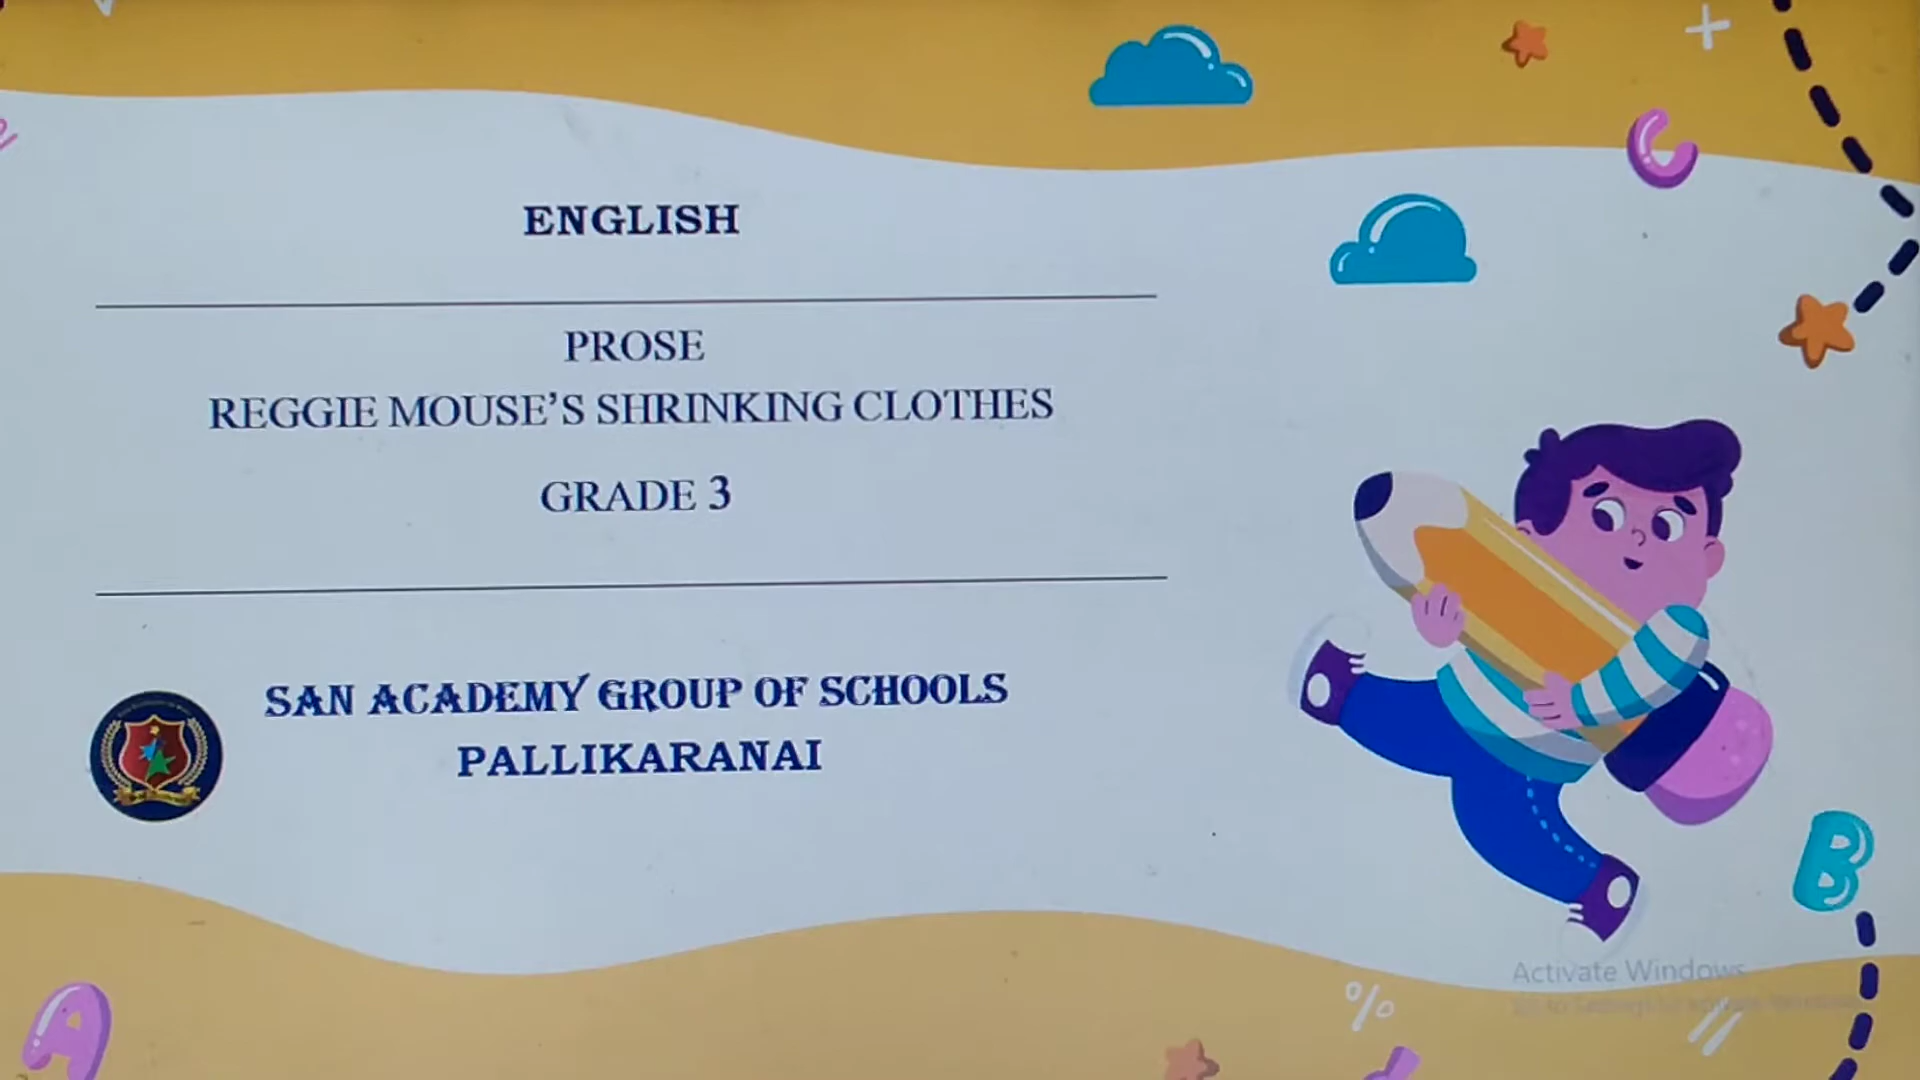 ENGLISH
PROSE
REGGIE MOUSE'S SHRINKING CLOTHES
GRADE 3
SAN ACADEMY GROUP OF SCHOOLS
PALLIKARANAI
B
A
Activate Windows